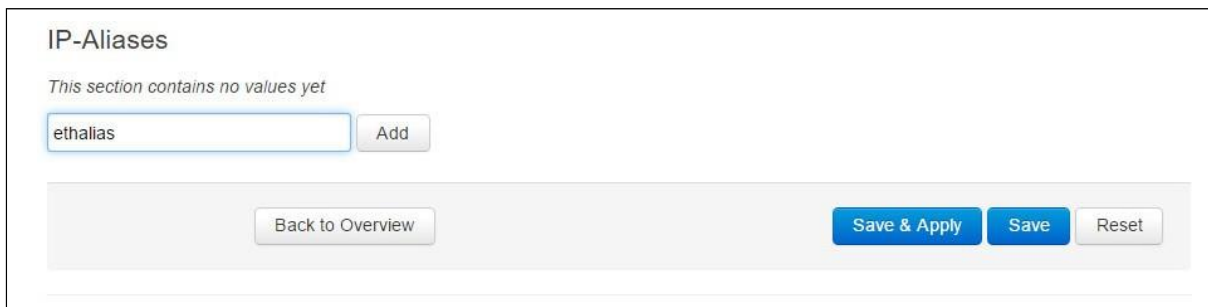 IP-Aliases
This section contains no values yet
ethalias Add
Back to Overview Save & Apply Save Reset